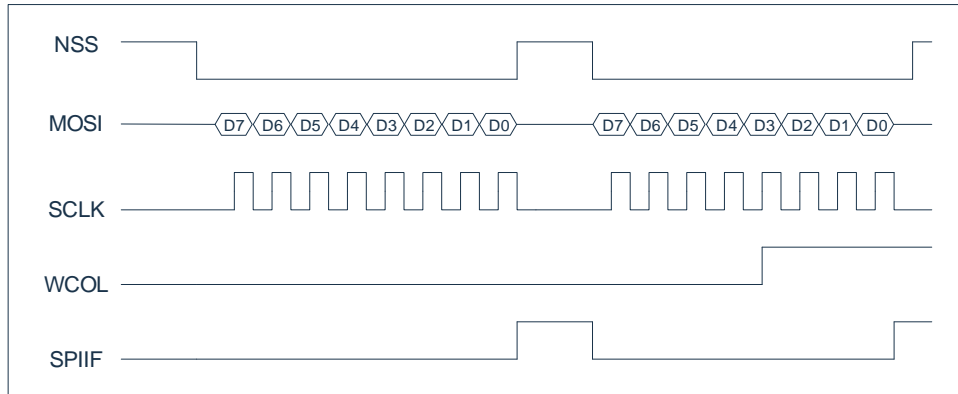 NSS
MOSI D7 D6 D5 D4 D3 D2 D1 D0 D7 D6 D5 D4 D3 D2 D1 D0
SCLK
WCOL
SPIIF